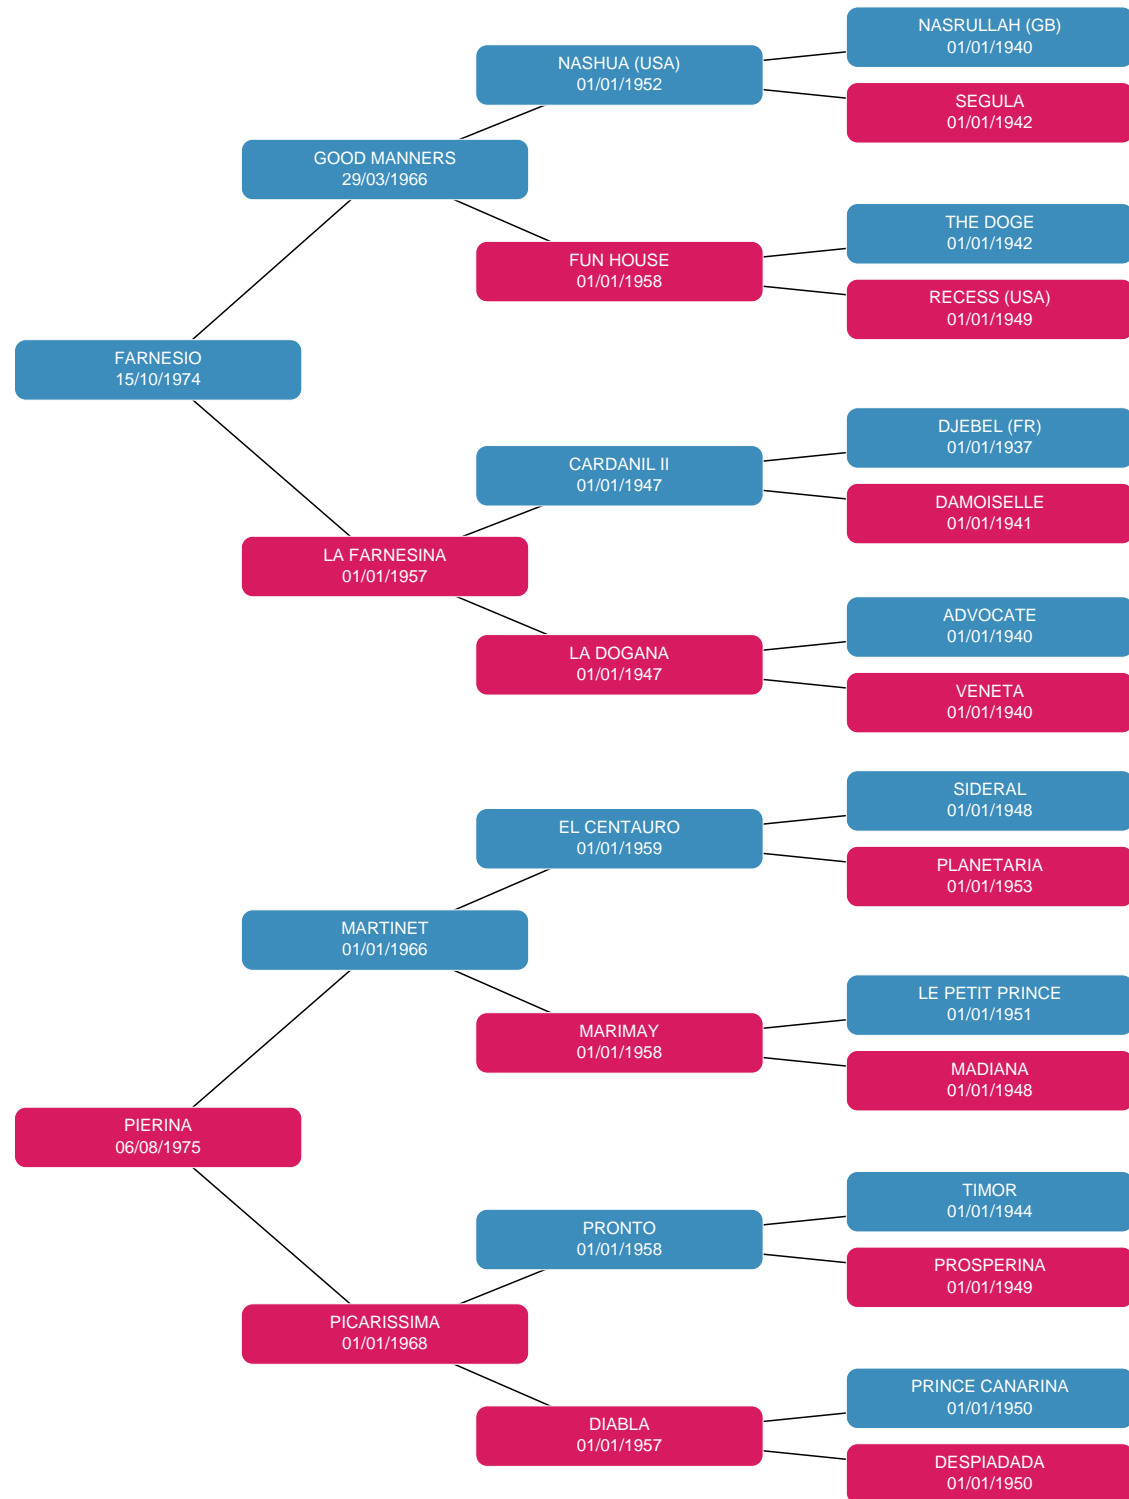 NASRULLAH (GB)
01/01/1940
NASHUA (USA)
01/01/1952
SEGULA
01/01/1942
GOOD MANNERS
29/03/1966
THE DOGE
01/01/1942
FUN HOUSE
01/01/1958
RECESS (USA)
01/01/1949
FARNESIO
15/10/1974
DJEBEL (FR)
01/01/1937
CARDANIL II
01/01/1947
DAMOISELLE
01/01/1941
LA FARNESINA
01/01/1957
ADVOCATE
01/01/1940
LA DOGANA
01/01/1947
VENETA
01/01/1940
SIDERAL
01/01/1948
EL CENTAURO
01/01/1959
PLANETARIA
01/01/1953
MARTINET
01/01/1966
LE PETIT PRINCE
01/01/1951
MARIMAY
01/01/1958
MADIANA
01/01/1948
PIERINA
06/08/1975
TIMOR
01/01/1944
PRONTO
01/01/1958
PROSPERINA
01/01/1949
PICARISSIMA
01/01/1968
PRINCE CANARINA
01/01/1950
DIABLA
01/01/1957
DESPIADADA
01/01/1950